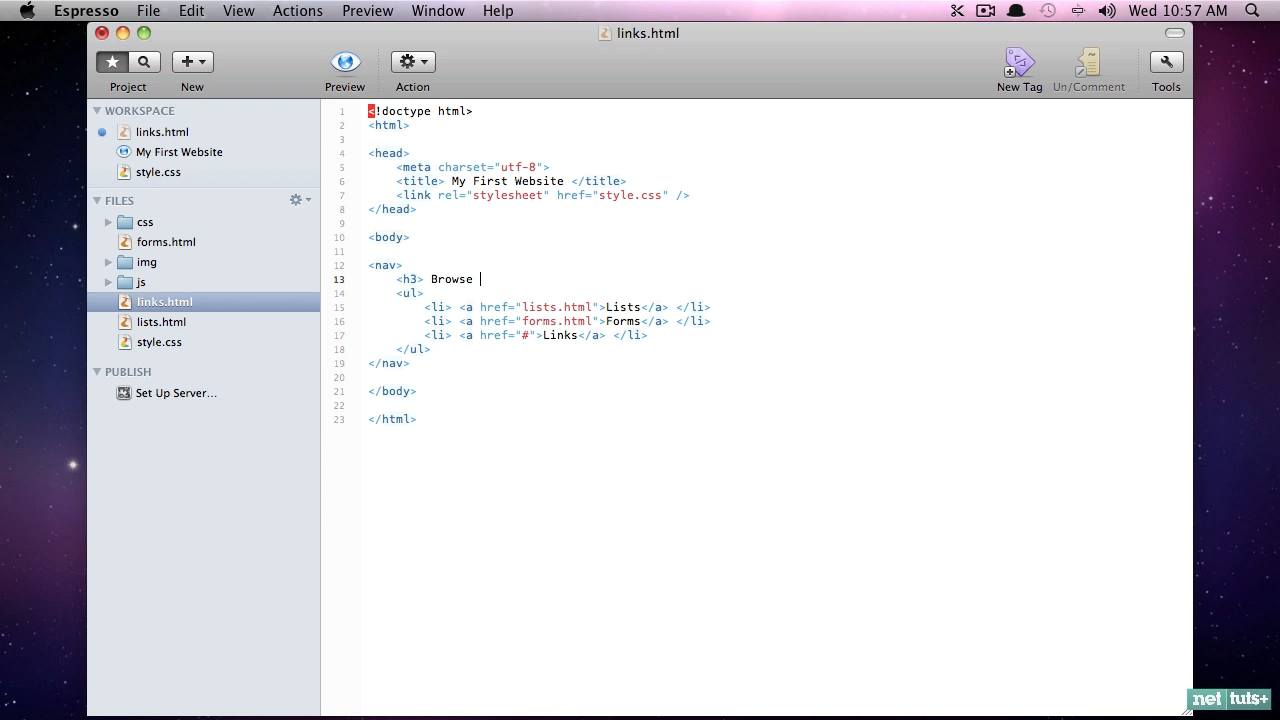 Espresso File Edit View Actions Preview Window Help Wed 10:57 AM
links.html
Project New Preview Action New Tag Un/Comment Tools
WORKSPACE
links.html
My First Website
style.css
FILES
css
forms.html
img
js
links.html
lists.html
style.css
PUBLISH
Set Up Server...
1 <!doctype html>
2 <html>
3
4 <head>
5 <meta charset="utf-8">
6 <title> My First Website </title>
7 <link rel="stylesheet" href="style.css" />
8 </head>
9
10 <body>
11
12 <nav>
13 <h3> Browse
14 <ul>
15 <li> <a href="lists.html">Lists</a> </li>
16 <li> <a href="forms.html">Forms</a> </li>
17 <li> <a href="#">Links</a> </li>
18 </ul>
19 </nav>
20
21 </body>
22
23 </html>
net tuts+